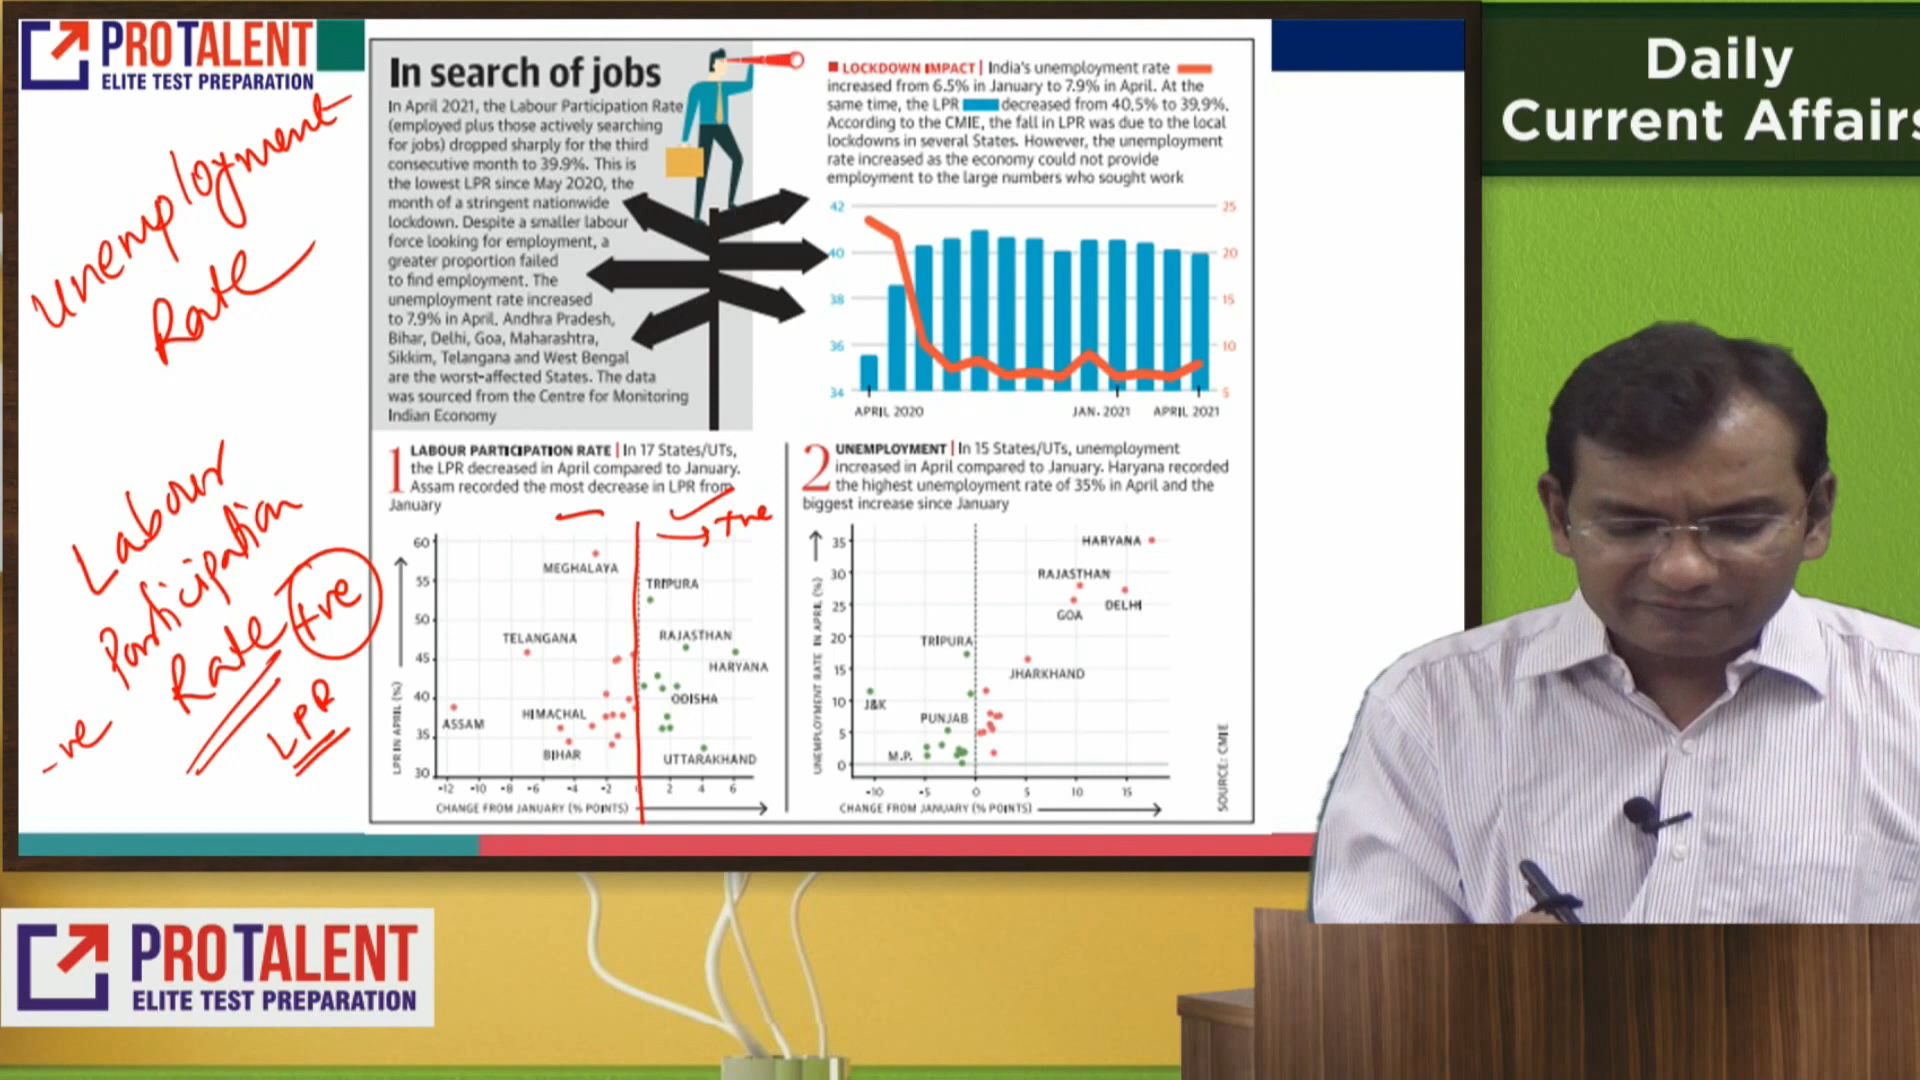 PROTALENT
ELITE TEST PREPARATION
Unemployment
Rate
Labour
Participation
Rate
+ve
-ve
LPR
In search of jobs
In April 2021, the Labour Participation Rate
(employed plus those actively searching
for jobs) dropped sharply for the third
consecutive month to 39.9%. This is
the lowest LPR since May 2020, the
month of a stringent nationwide
lockdown. Despite a smaller labour
force looking for employment, a
greater proportion failed
to find employment. The
unemployment rate increased
to 7.9% in April. Andhra Pradesh,
Bihar, Delhi, Goa, Maharashtra,
Sikkim, Telangana and West Bengal
are the worst-affected States. The data
was sourced from the Centre for Monitoring
Indian Economy
LOCKDOWN IMPACT | India's unemployment rate
increased from 6.5% in January to 7.9% in April. At the
same time, the LPR decreased from 40.5% to 39.9%.
According to the CMIE, the fall in LPR was due to the local
lockdowns in several States. However, the unemployment
rate increased as the economy could not provide
employment to the large numbers who sought work
42 25
40 20
38 15
36 10
34 5
APRIL 2020 JAN. 2021 APRIL 2021
1 LABOUR PARTICIPATION RATE | In 17 States/UTs,
the LPR decreased in April compared to January.
Assam recorded the most decrease in LPR from
January
+ve
60
55
50
45
40
35
30
LPR IN APRIL (%)
MEGHALAYA
TRIPURA
TELANGANA
RAJASTHAN
HARYANA
ODISHA
ASSAM
HIMACHAL
BIHAR
UTTARAKHAND
-12 -10 -8 -6 -4 -2 2 4 6
CHANGE FROM JANUARY (% POINTS)
2 UNEMPLOYMENT | In 15 States/UTs, unemployment
increased in April compared to January. Haryana recorded
the highest unemployment rate of 35% in April and the
biggest increase since January
35
30
25
20
15
10
5
0
UNEMPLOYMENT RATE IN APRIL (%)
HARYANA
RAJASTHAN
DELHI
GOA
TRIPURA
JHARKHAND
J&K
PUNJAB
M.P.
-10 -5 0 5 10 15
CHANGE FROM JANUARY (% POINTS)
SOURCE: CMIE
Daily
Current Affairs
PROTALENT
ELITE TEST PREPARATION